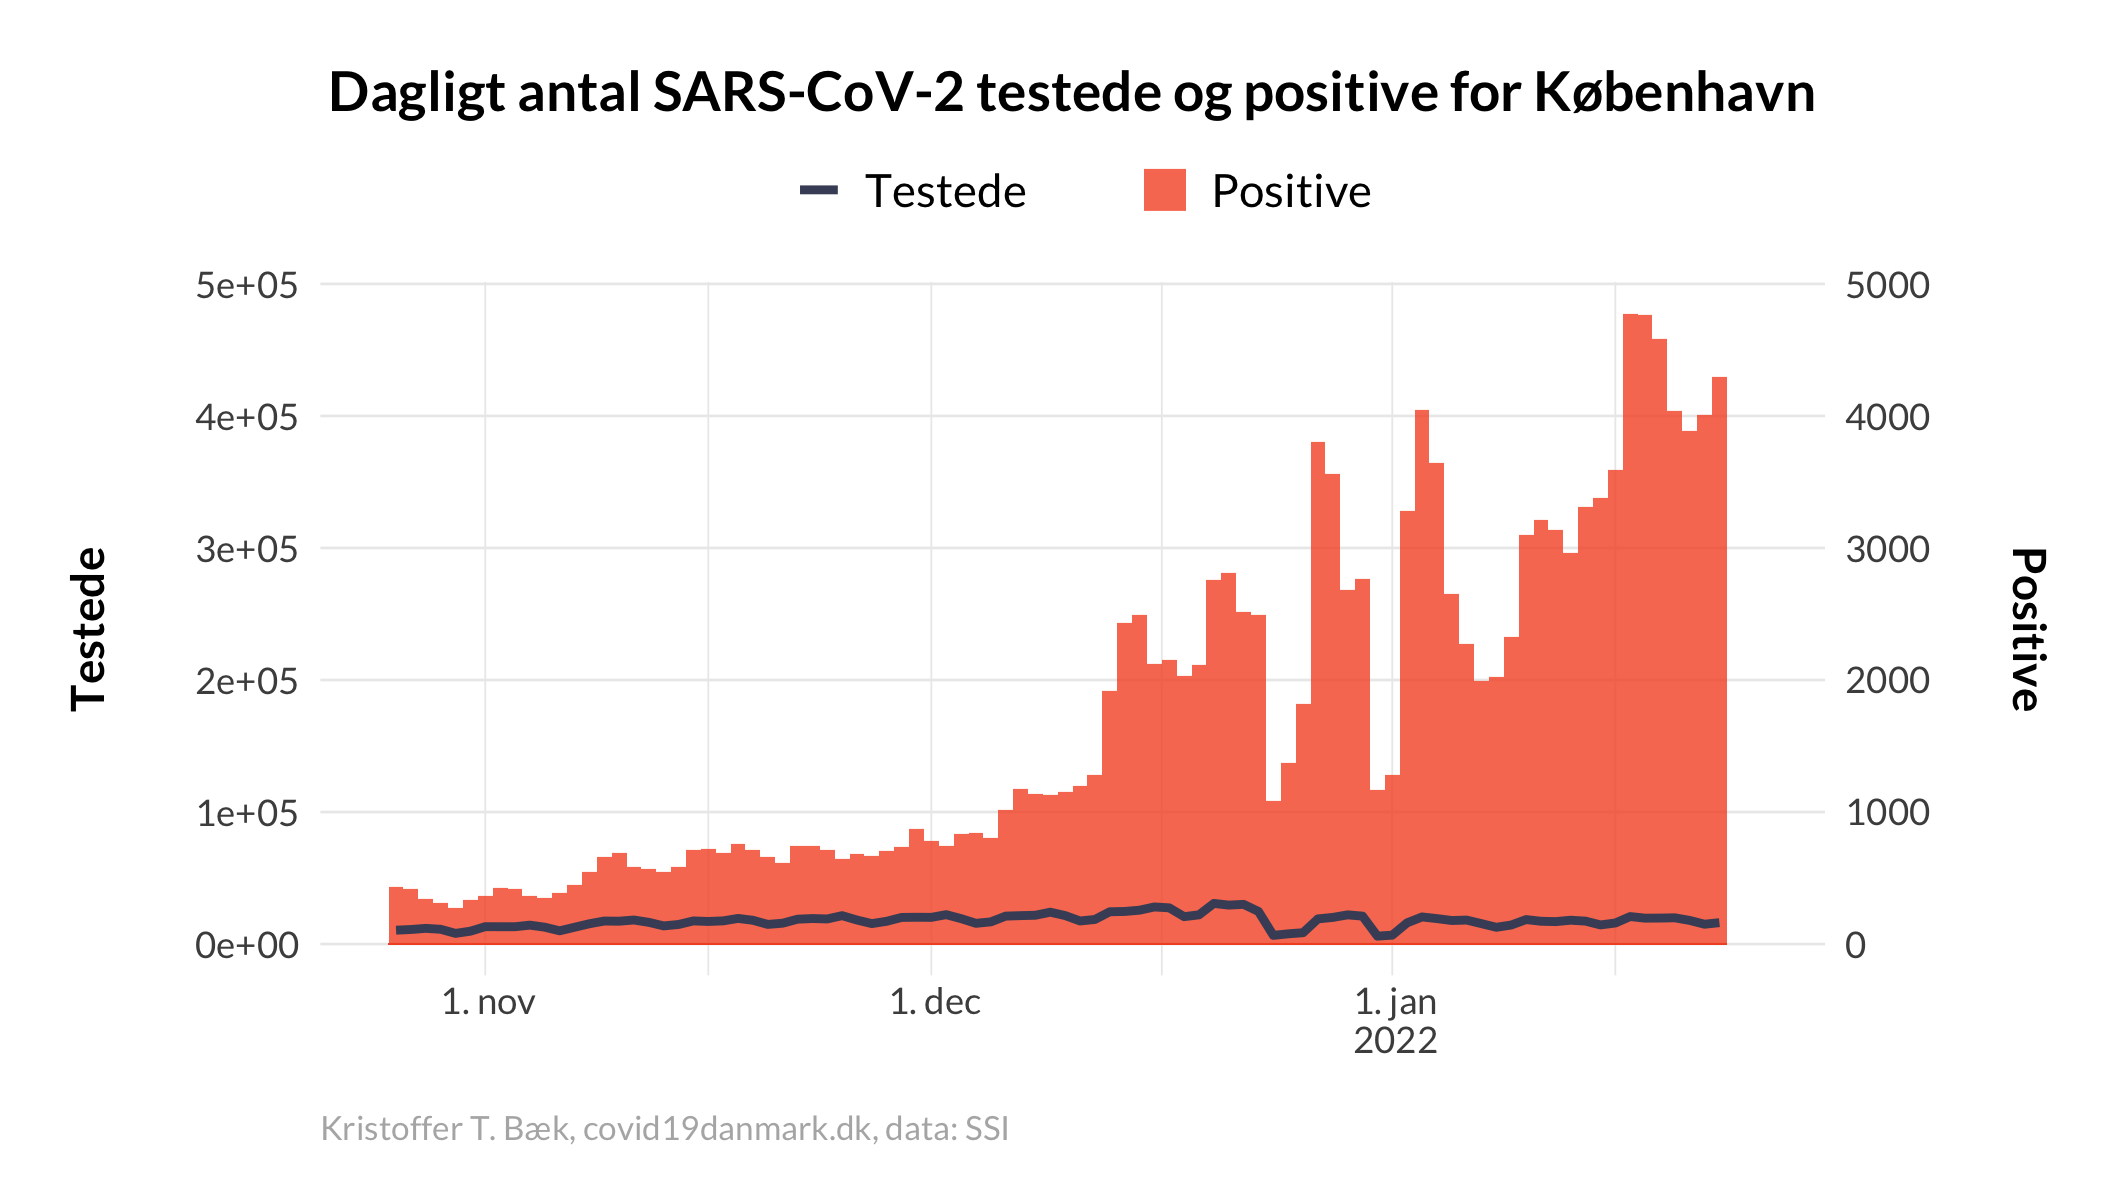 Dagligt antal SARS-CoV-2 testede og positive for København
Testede
Positive
5e+05
4e+05
3e+05
2e+05
1e+05
0e+00
Testede
5000
4000
3000
2000
1000
0
Positive
1. nov
1. dec
1. jan
2022
Kristoffer T. Bæk, covid19danmark.dk, data: SSI